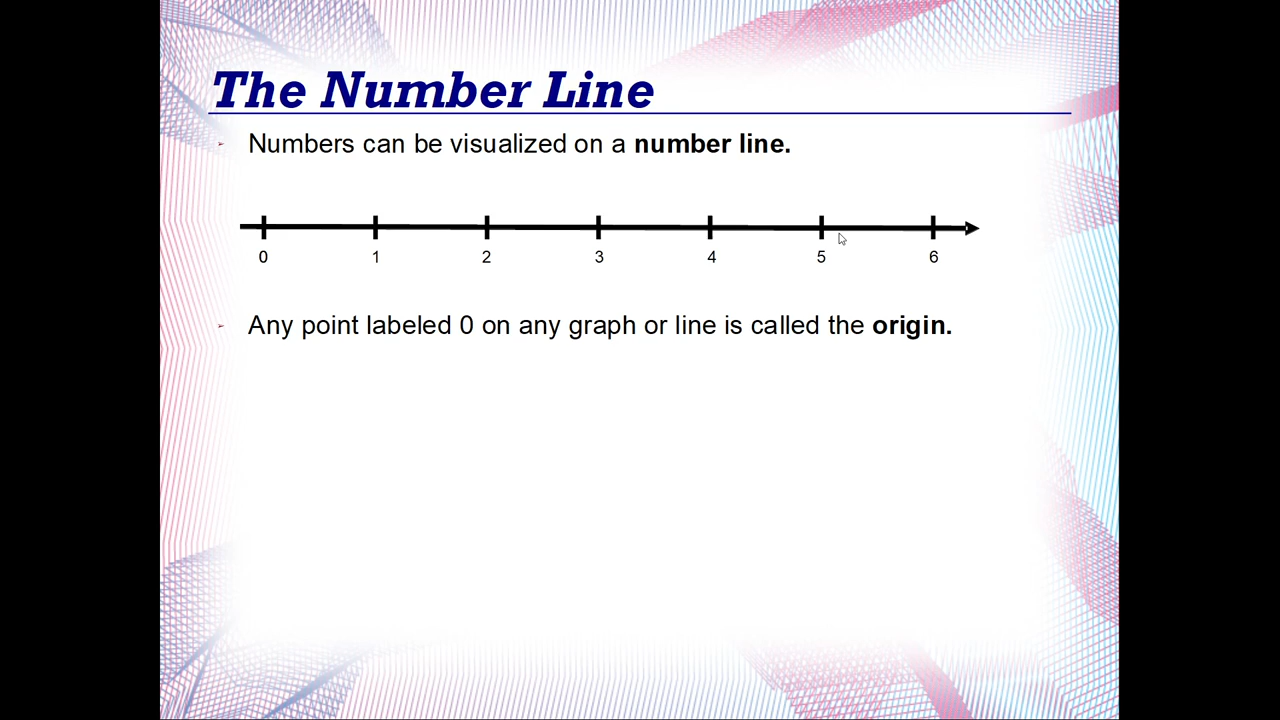 The Number Line
Numbers can be visualized on a number line.
0 1 2 3 4 5 6
Any point labeled 0 on any graph or line is called the origin.